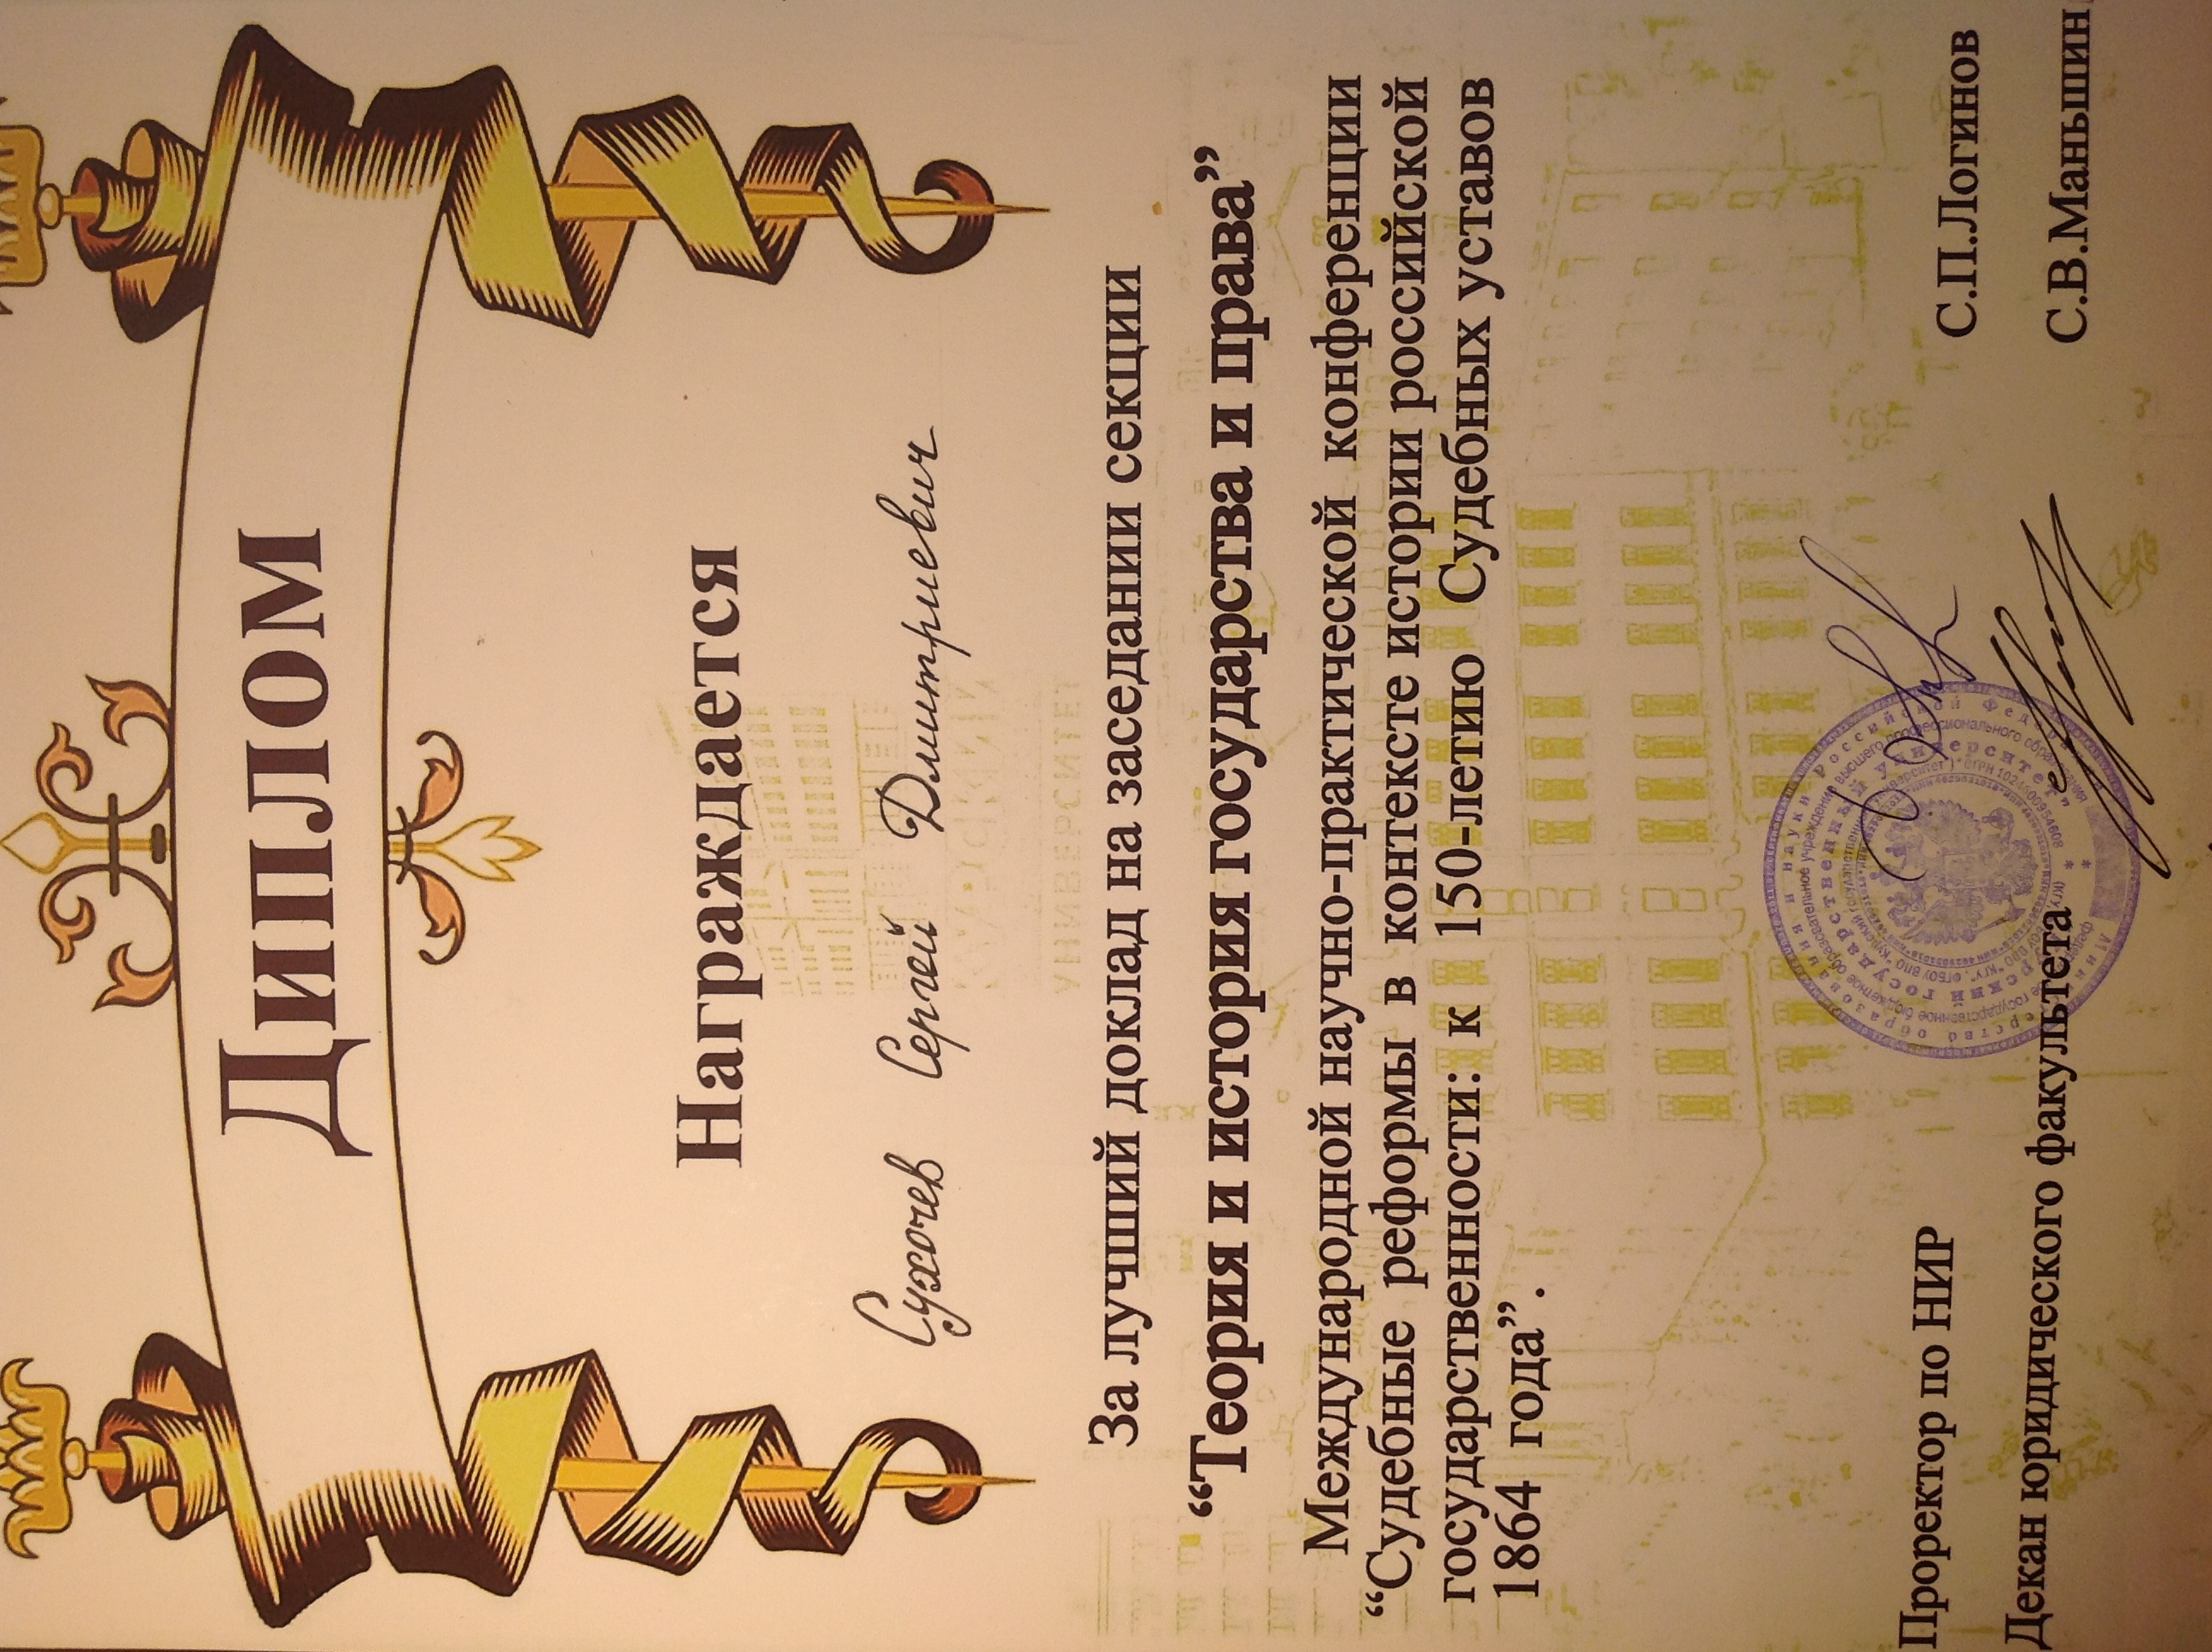 Диплом
Награждается
Сухочев Сергей Дмитриевич
За лучший доклад на заседании секции
“Теория и история государства и права”
Международной научно-практической конференции
“Судебные реформы в контексте истории российской
государственности: к 150-летию Судебных уставов
1864 года”.
Проректор по НИР С.П.Логинов
Декан юридического факультета С.В.Маньшин